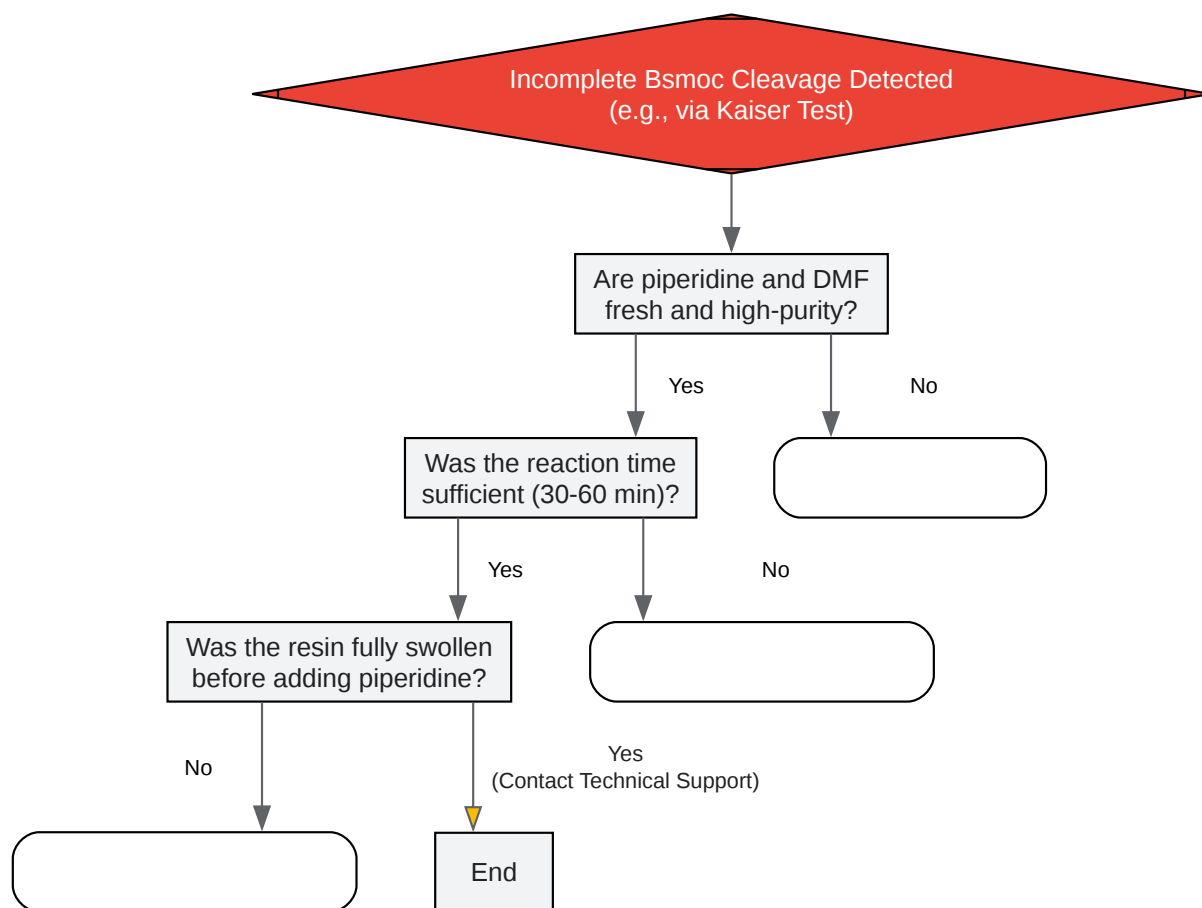 Incomplete Bsmoc Cleavage Detected
(e.g., via Kaiser Test)
Are piperidine and DMF
fresh and high-purity?
Yes
No
Was the reaction time
sufficient (30-60 min)?
Yes
No
Was the resin fully swollen
before adding piperidine?
No
Yes
(Contact Technical Support)
End